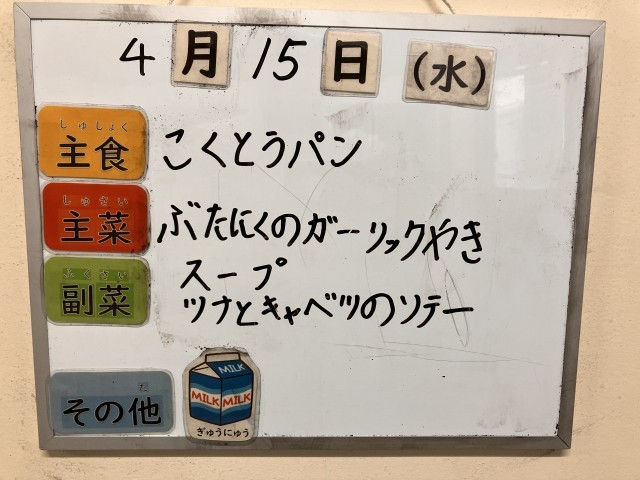 4月15日(水)
しゅしょく
主食 こくとうパン
しゅさい
主菜 ぶたにくのガーリックやき
ふくさい
副菜 スープ
ツナとキャベツのソテー
た
その他
MILK
MILK MILK
ぎゅうにゅう